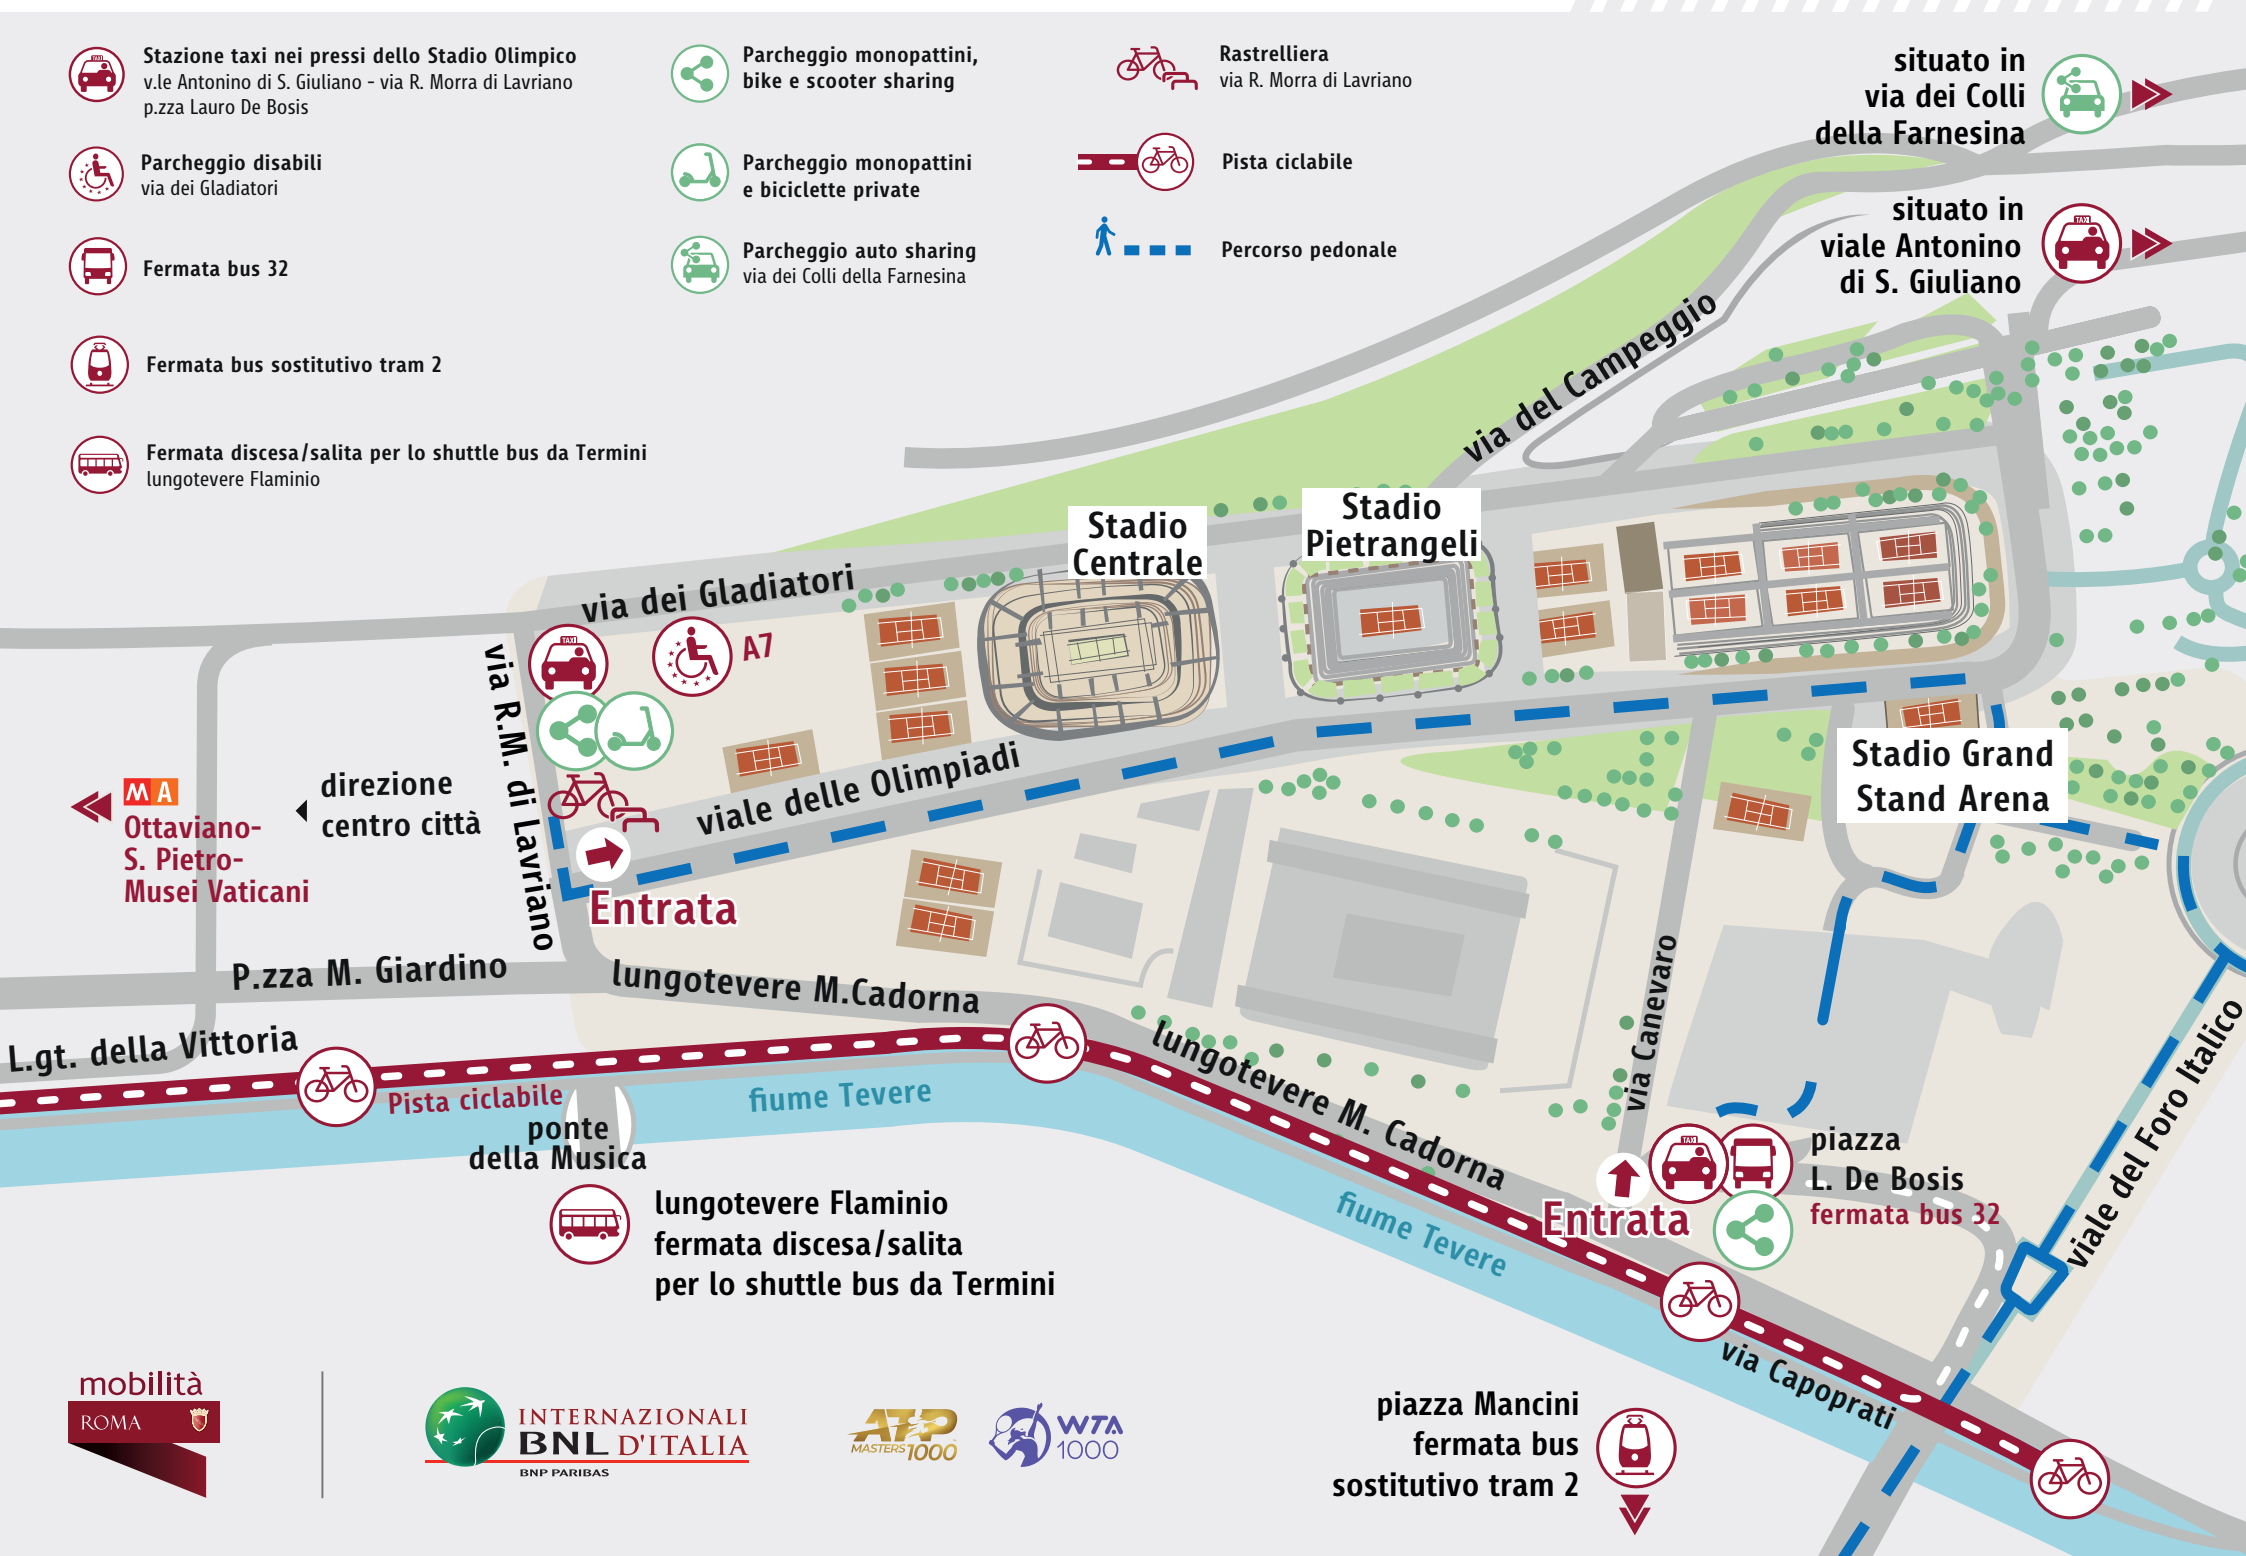 Stazione taxi nei pressi dello Stadio Olimpico
v.le Antonino di S. Giuliano - via R. Morra di Lavriano
p.zza Lauro De Bosis
Parcheggio disabili
via dei Gladiatori
Fermata bus 32
Fermata bus sostitutivo tram 2
Fermata discesa/salita per lo shuttle bus da Termini
lungotevere Flaminio
Parcheggio monopattini,
bike e scooter sharing
Parcheggio monopattini
e biciclette private
Parcheggio auto sharing
via dei Colli della Farnesina
Rastrelliera
via R. Morra di Lavriano
Pista ciclabile
Percorso pedonale
situato in
via dei Colli
della Farnesina
situato in
viale Antonino
di S. Giuliano
TAXI
TAXI
via del Campeggio
Stadio
Centrale
Stadio
Pietrangeli
via dei Gladiatori
TAXI
A7
via R.M. di Lavriano
viale delle Olimpiadi
Stadio Grand
Stand Arena
MA
Ottaviano-
S. Pietro-
Musei Vaticani
direzione
centro città
Entrata
P.zza M. Giardino
lungotevere M.Cadorna
L.gt. della Vittoria
Pista ciclabile
fiume Tevere
ponte
della Musica
lungotevere Flaminio
fermata discesa/salita
per lo shuttle bus da Termini
lungotevere M. Cadorna
fiume Tevere
via Canevaro
TAXI
Entrata
piazza
L. De Bosis
fermata bus 32
viale del Foro Italico
via Capoprati
piazza Mancini
fermata bus
sostitutivo tram 2
mobilità
ROMA
INTERNAZIONALI
BNL D'ITALIA
BNP PARIBAS
ATP
MASTERS 1000
WTA
1000